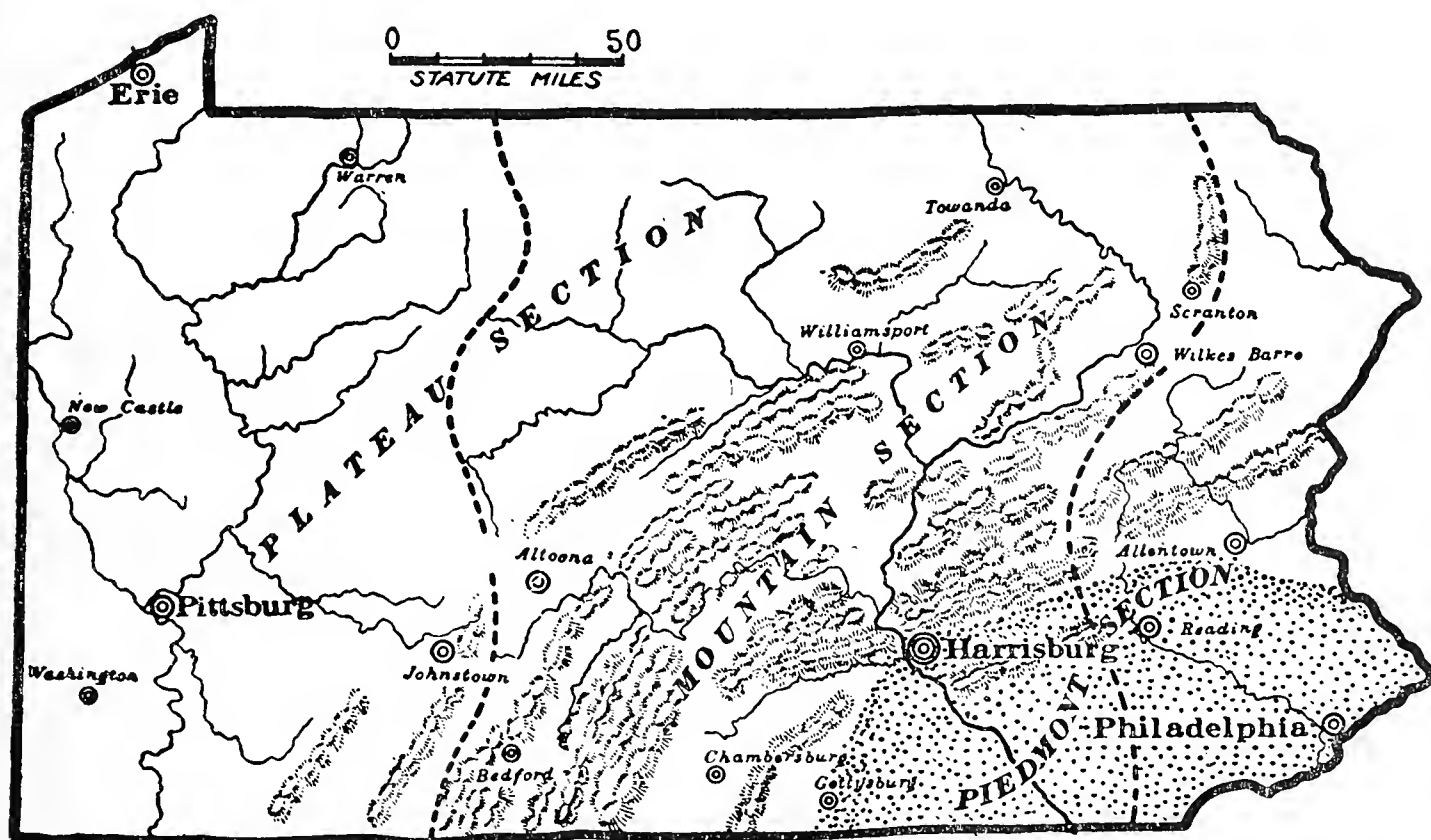 0 50
STATUTE MILES
Erie
Warren
Towanda
PLATEAU SECTION
Scranton
Williamsport
Wilkes Barre
New Castle
MOUNTAIN SECTION
Altoona
Allentown
Pittsburg
PIEDMONT SECTION
Reading
Harrisburg
Johnstown
Washington
Philadelphia
Bedford
Chambersburg
Gettysburg